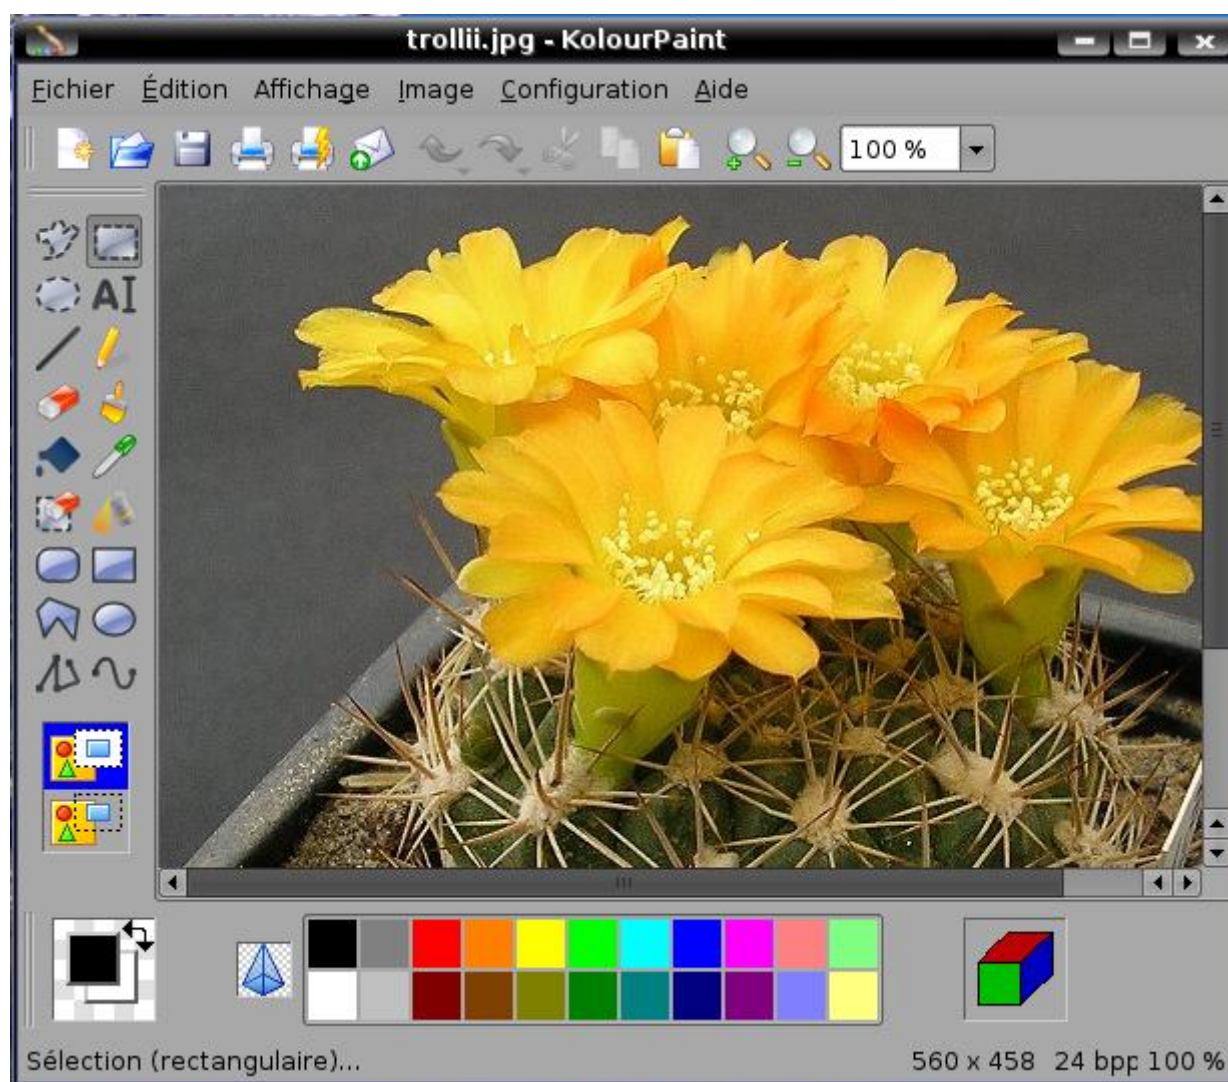 trollii.jpg - KolourPaint
Fichier Édition Affichage Image Configuration Aide
100 %
AI
Sélection (rectangulaire)... 560 x 458 24 bpp 100 %